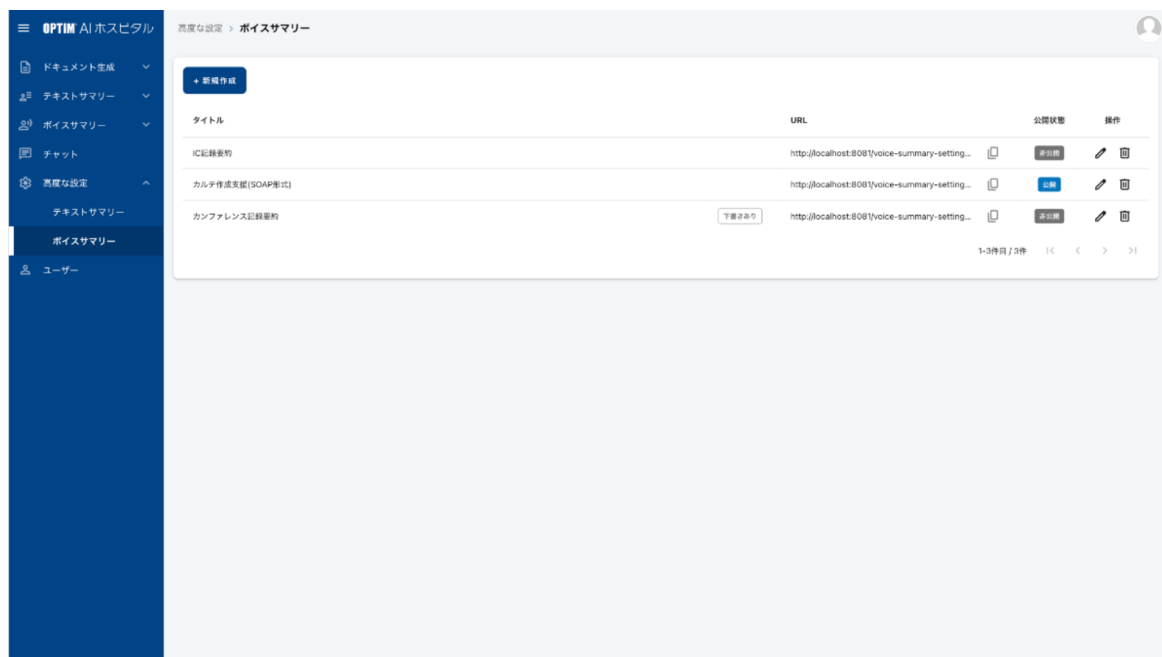 OPTiM AI ホスピタル
高度な設定 > ボイスサマリー
ドキュメント生成
テキストサマリー
ボイスサマリー
チャット
高度な設定
テキストサマリー
ボイスサマリー
ユーザー
+ 新規作成
タイトル URL 公開状態 操作
IC記録要約 http://localhost:8081/voice-summary-setting... 非公開
カルテ作成支援(SOAP形式) http://localhost:8081/voice-summary-setting... 公開
カンファレンス記録要約 下書きあり http://localhost:8081/voice-summary-setting... 非公開
1-3件目 / 3件